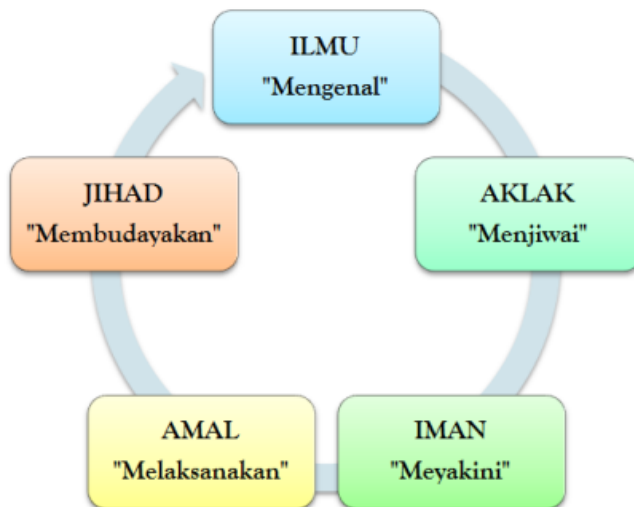 ILMU
"Mengenal"
AKLAK
"Menjiwai"
IMAN
"Meyakini"
AMAL
"Melaksanakan"
JIHAD
"Membudayakan"